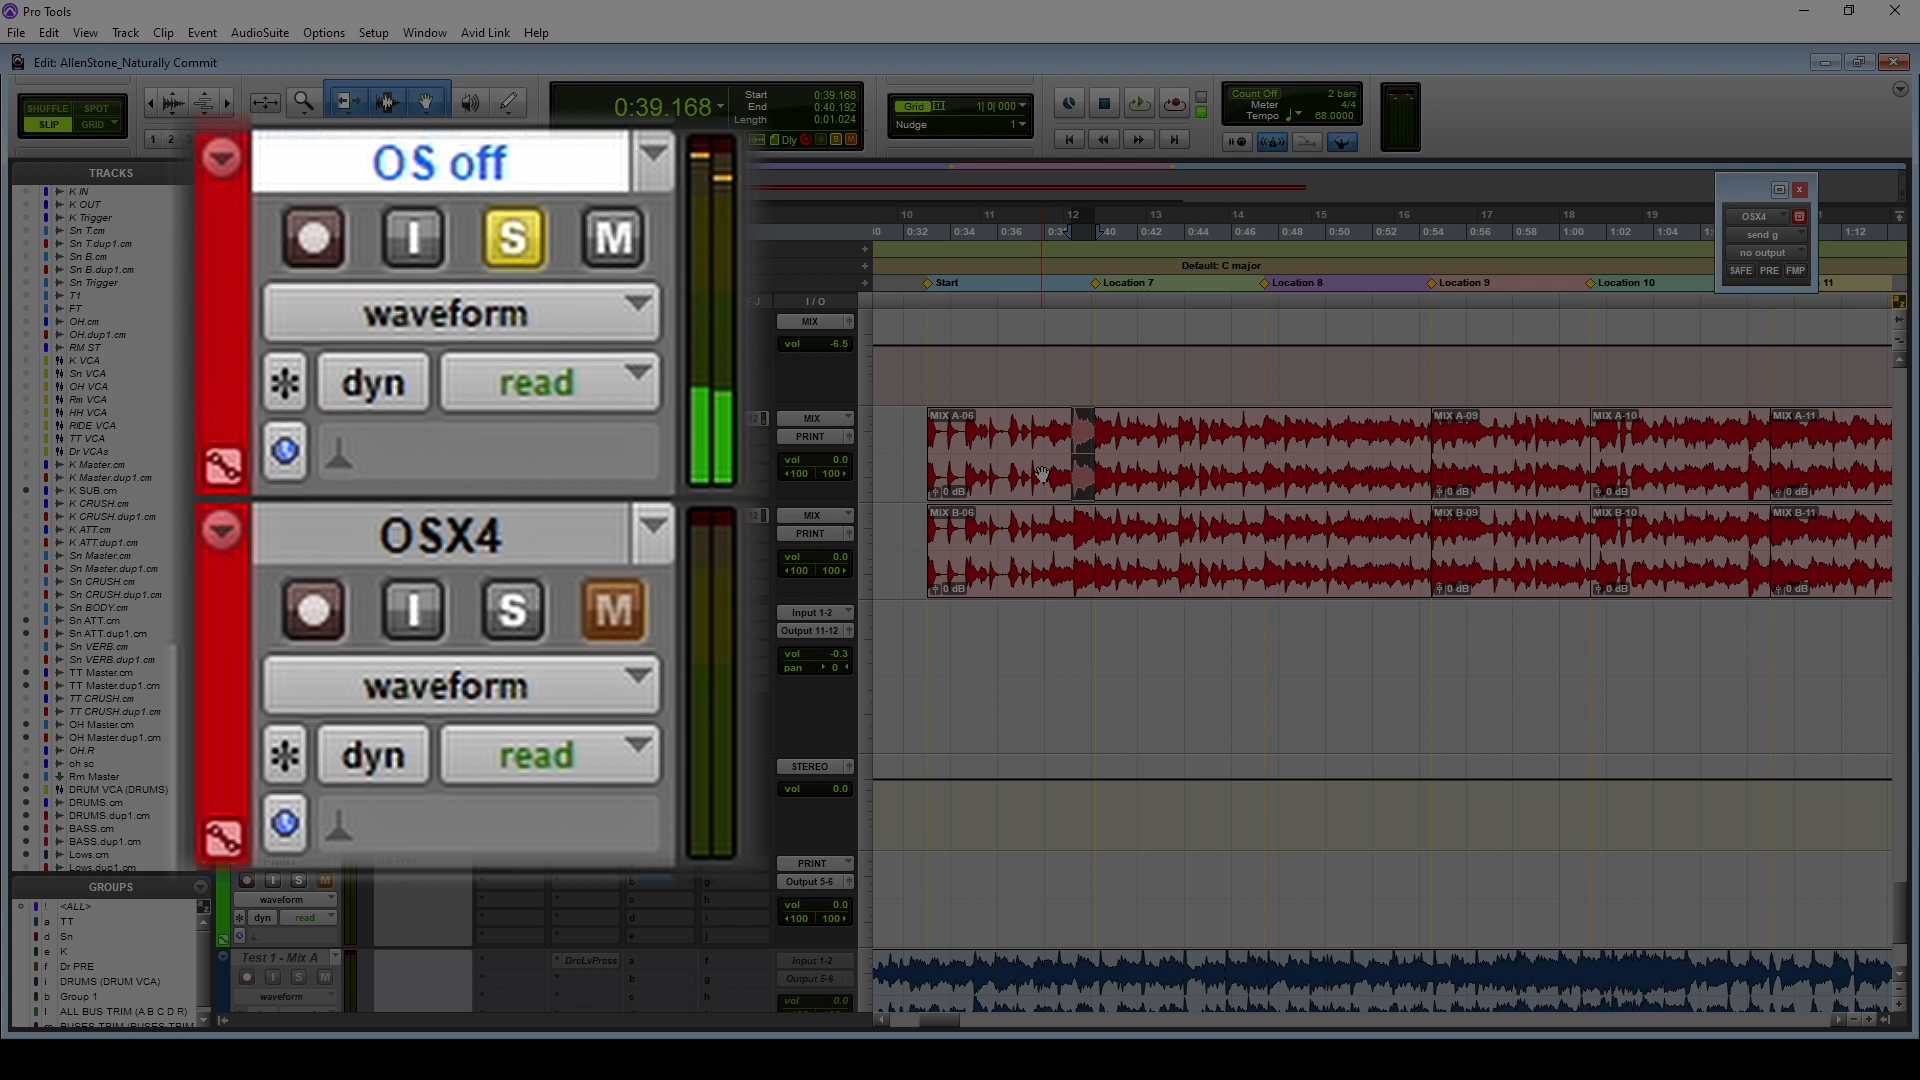 Pro Tools
File Edit View Track Clip Event AudioSuite Options Setup Window Avid Link Help
Edit: AllenStone_Naturally Commit
SHUFFLE SPOT
SLIP GRID
1 2 3
0:39.168
Start 0:39.168
End 0:40.192
Length 0:01.024
Dly S M
Grid 1| 0| 000
Nudge 1
Count Off 2 bars
Meter 4/4
Tempo 68.0000
TRACKS
K IN
K OUT
K Trigger
Sn T.cm
Sn T.dup1.cm
Sn B.cm
Sn B.dup1.cm
Sn Trigger
T1
FT
OH.cm
OH.dup1.cm
RM ST
K VCA
Sn VCA
OH VCA
Rm VCA
HH VCA
RIDE VCA
TT VCA
Dr VCAs
K Master.cm
K Master.dup1.cm
K SUB.cm
K CRUSH.cm
K CRUSH.dup1.cm
K ATT.cm
K ATT.dup1.cm
Sn Master.cm
Sn Master.dup1.cm
Sn CRUSH.cm
Sn CRUSH.dup1.cm
Sn BODY.cm
Sn ATT.cm
Sn ATT.dup1.cm
Sn VERB.cm
Sn VERB.dup1.cm
TT Master.cm
TT Master.dup1.cm
TT CRUSH.cm
TT CRUSH.dup1.cm
OH Master.cm
OH Master.dup1.cm
OH.R
oh sc
Rm Master
DRUM VCA (DRUMS)
DRUMS.cm
DRUMS.dup1.cm
BASS.cm
BASS.dup1.cm
Lows.cm
Lows.dup1.cm
GROUPS
! <ALL>
a TT
d Sn
e K
f Dr PRE
i DRUMS (DRUM VCA)
b Group 1
l ALL BUS TRIM (A B C D R)
OS off
I S M
waveform
dyn read
OSX4
I S M
waveform
dyn read
I S M
waveform
dyn read
Test 1 - Mix A
I S M
waveform
b g
c h
d i
e j
DrcLvPrcss
a f
b g
c h
I / O
MIX
vol -6.5
MIX
PRINT
vol 0.0
100 100
MIX
PRINT
vol 0.0
100 100
Input 1-2
Output 11-12
vol -0.3
pan 0
STEREO
vol 0.0
PRINT
Output 5-6
vol 0.0
100 100
Input 1-2
Output 5-6
vol 0.0
10 11 12 13 14 15 16 17 18 19
0:32 0:34 0:36 0:42 0:44 0:46 0:48 0:50 0:52 0:54 0:56 0:58 1:00 1:02 1:04 1:12
Default: C major
Start Location 7 Location 8 Location 9 Location 10 11
MIX A-06 MIX A-09 MIX A-10 MIX A-11
0 dB 0 dB 0 dB 0 dB
MIX B-06 MIX B-09 MIX B-10 MIX B-11
0 dB 0 dB 0 dB 0 dB
OSX4
send g
no output
SAFE PRE FMP